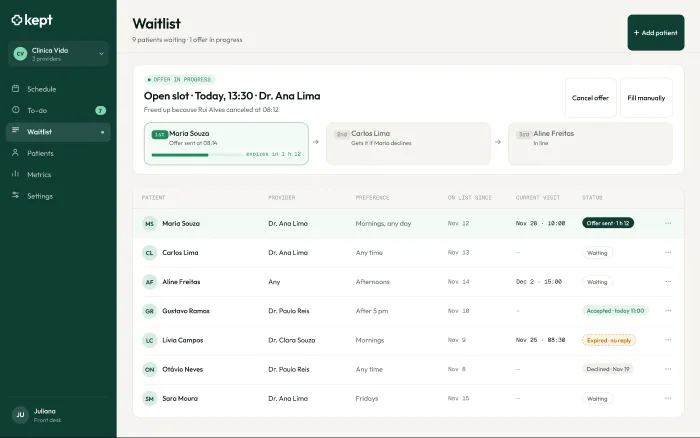 kept
CV
Clínica Vida
3 providers
Schedule
To-do
7
Waitlist
Patients
Metrics
Settings
JU
Juliana
Front desk
Waitlist
9 patients waiting · 1 offer in progress
+ Add patient
OFFER IN PROGRESS
Open slot · Today, 13:30 · Dr. Ana Lima
Freed up because Rui Alves canceled at 08:12
Cancel offer
Fill manually
1st Maria Souza
Offer sent at 08:14
expires in 1 h 12
→
2nd Carlos Lima
Gets it if Maria declines
→
3rd Aline Freitas
In line
PATIENT PROVIDER PREFERENCE ON LIST SINCE CURRENT VISIT STATUS
MS Maria Souza Dr. Ana Lima Mornings, any day Nov 12 Nov 28 · 10:00 Offer sent · 1 h 12 ···
CL Carlos Lima Dr. Ana Lima Any time Nov 13 – Waiting ···
AF Aline Freitas Any Afternoons Nov 14 Dec 2 · 15:00 Waiting ···
GR Gustavo Ramos Dr. Paulo Reis After 5 pm Nov 10 – Accepted · today 11:00 ···
LC Lívia Campos Dr. Clara Souza Mornings Nov 9 Nov 25 · 08:30 Expired · no reply ···
ON Otávio Neves Dr. Paulo Reis Any time Nov 8 – Declined · Nov 19 ···
SM Sara Moura Dr. Ana Lima Fridays Nov 15 – Waiting ···